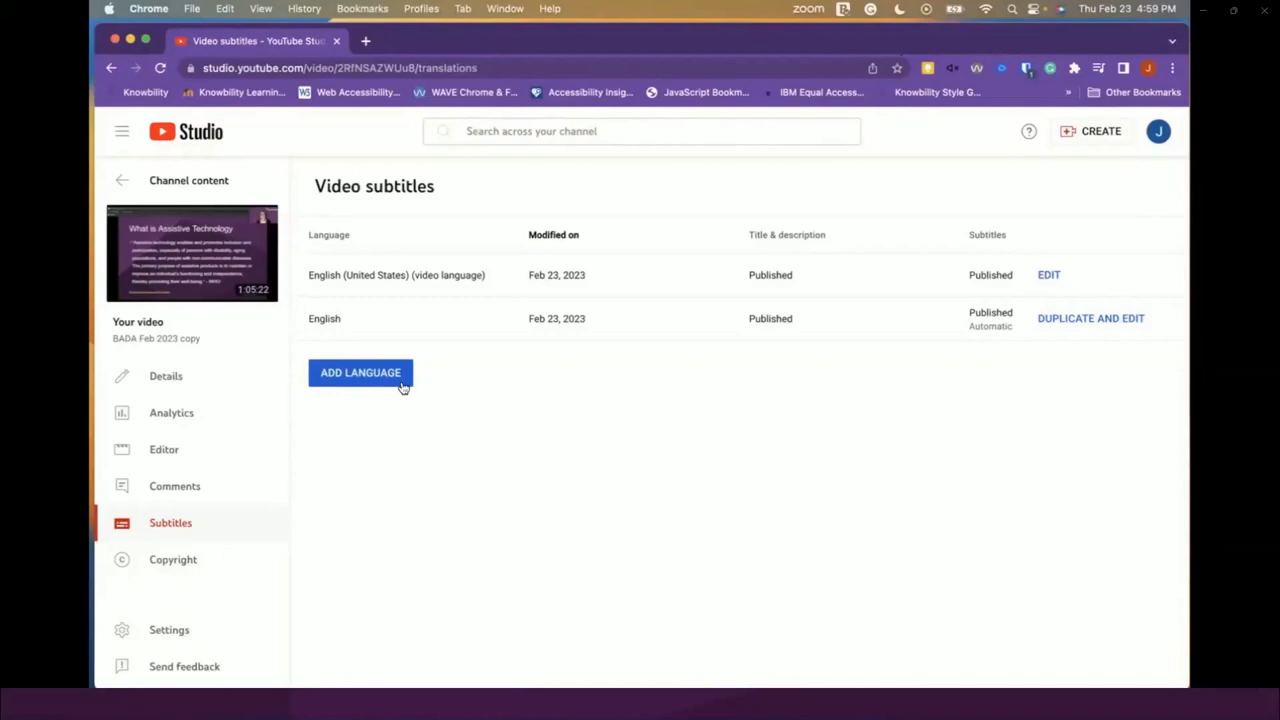 Chrome File Edit View History Bookmarks Profiles Tab Window Help zoom Thu Feb 23 4:59 PM
Video subtitles - YouTube Stu
studio.youtube.com/video/2RfNSAZWUu8/translations
Knowbility Knowbility Learnin... Web Accessibility... WAVE Chrome & F... Accessibility Insig... JavaScript Bookm... IBM Equal Access... Knowbility Style G... » Other Bookmarks
Studio Search across your channel CREATE J
Channel content
Video subtitles
What is Assistive Technology
1:05:22
Your video
BADA Feb 2023 copy
Details
Analytics
Editor
Comments
Subtitles
Copyright
Settings
Send feedback
Language Modified on Title & description Subtitles
English (United States) (video language) Feb 23, 2023 Published Published EDIT
English Feb 23, 2023 Published Published DUPLICATE AND EDIT
Automatic
ADD LANGUAGE